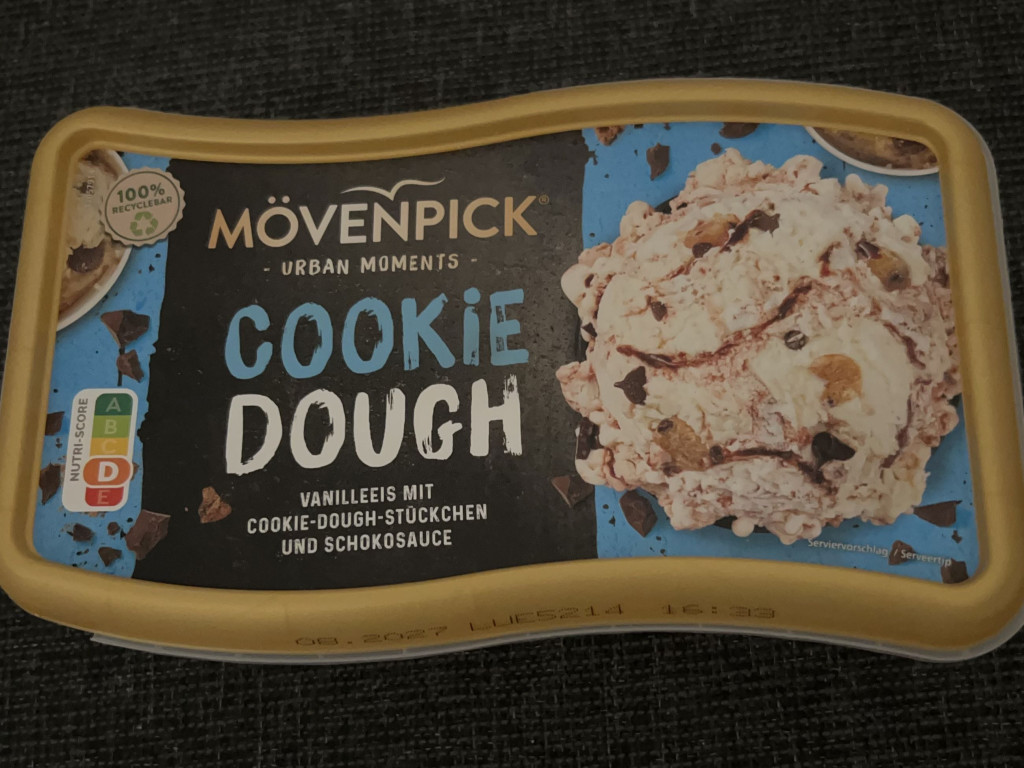 100%
RECYCLEBAR
MÖVENPICK®
- URBAN MOMENTS -
COOKiE
DOUGH
VANILLEEIS MIT
COOKIE-DOUGH-STÜCKCHEN
UND SCHOKOSAUCE
NUTRI-SCORE
A
B
C
D
E
Serviervorschlag / Serveertip
08.2027 LWE5214 16:33